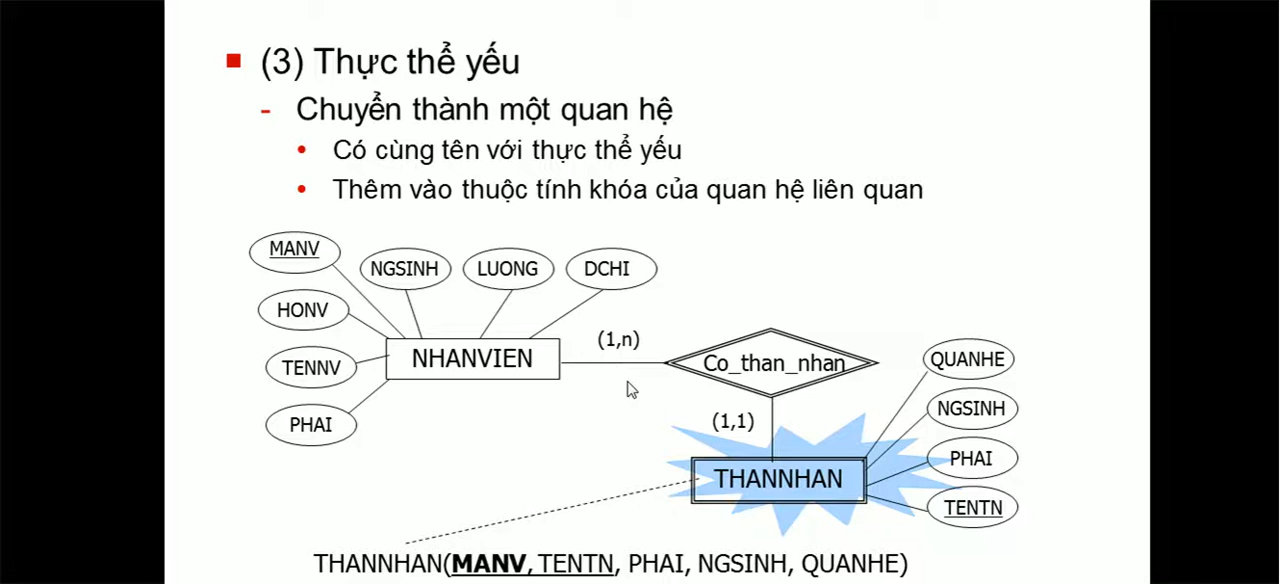 (3) Thực thể yếu
- Chuyển thành một quan hệ
• Có cùng tên với thực thể yếu
• Thêm vào thuộc tính khóa của quan hệ liên quan
MANV
NGSINH
LUONG
DCHI
HONV
TENNV
PHAI
NHANVIEN
(1,n)
Co_than_nhan
(1,1)
THANNHAN
QUANHE
NGSINH
PHAI
TENTN
THANNHAN(MANV, TENTN, PHAI, NGSINH, QUANHE)